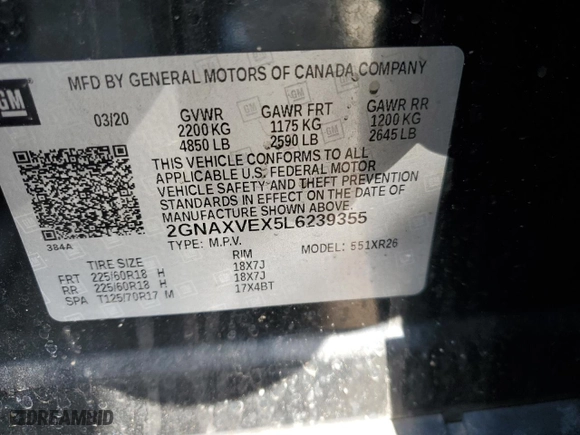 GM
MFD BY GENERAL MOTORS OF CANADA COMPANY
03/20 GVWR GAWR FRT GAWR RR
2200 KG 1175 KG 1200 KG
4850 LB 2590 LB 2645 LB
THIS VEHICLE CONFORMS TO ALL
APPLICABLE U.S. FEDERAL MOTOR
VEHICLE SAFETY AND THEFT PREVENTION
STANDARDS IN EFFECT ON THE DATE OF
MANUFACTURE SHOWN ABOVE.
2GNAXVEX5L6239355
384A TYPE: M.P.V. MODEL: 551XR26
TIRE SIZE RIM
FRT 225/60R18 H 18X7J
RR 225/60R18 H 18X7J
SPA T125/70R17 M 17X4BT
DREAMBID